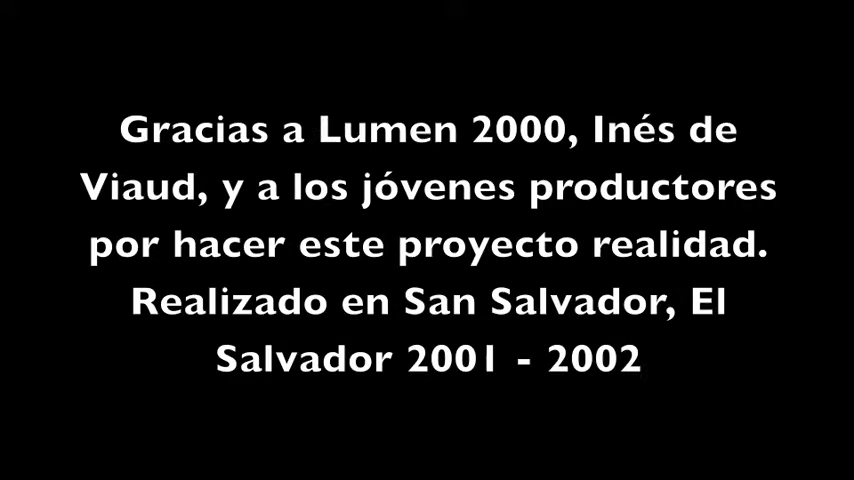 Gracias a Lumen 2000, Inés de
Viaud, y a los jóvenes productores
por hacer este proyecto realidad.
Realizado en San Salvador, El
Salvador 2001 - 2002